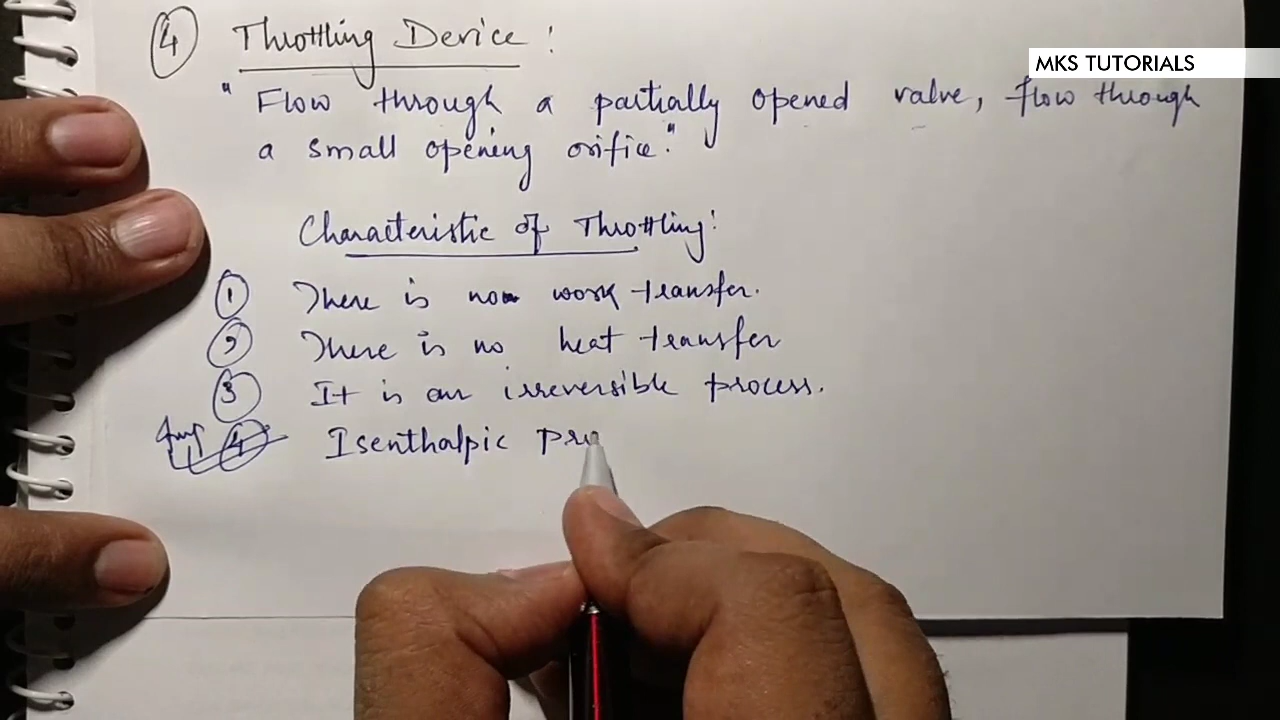 ④ Throttling Device :
MKS TUTORIALS
"Flow through a partially opened valve, flow through
a small opening orifice."
Characteristic of Throttling:
① There is no work transfer.
② There is no heat transfer
③ It is an irreversible process.
Imp ④ Isenthalpic pro